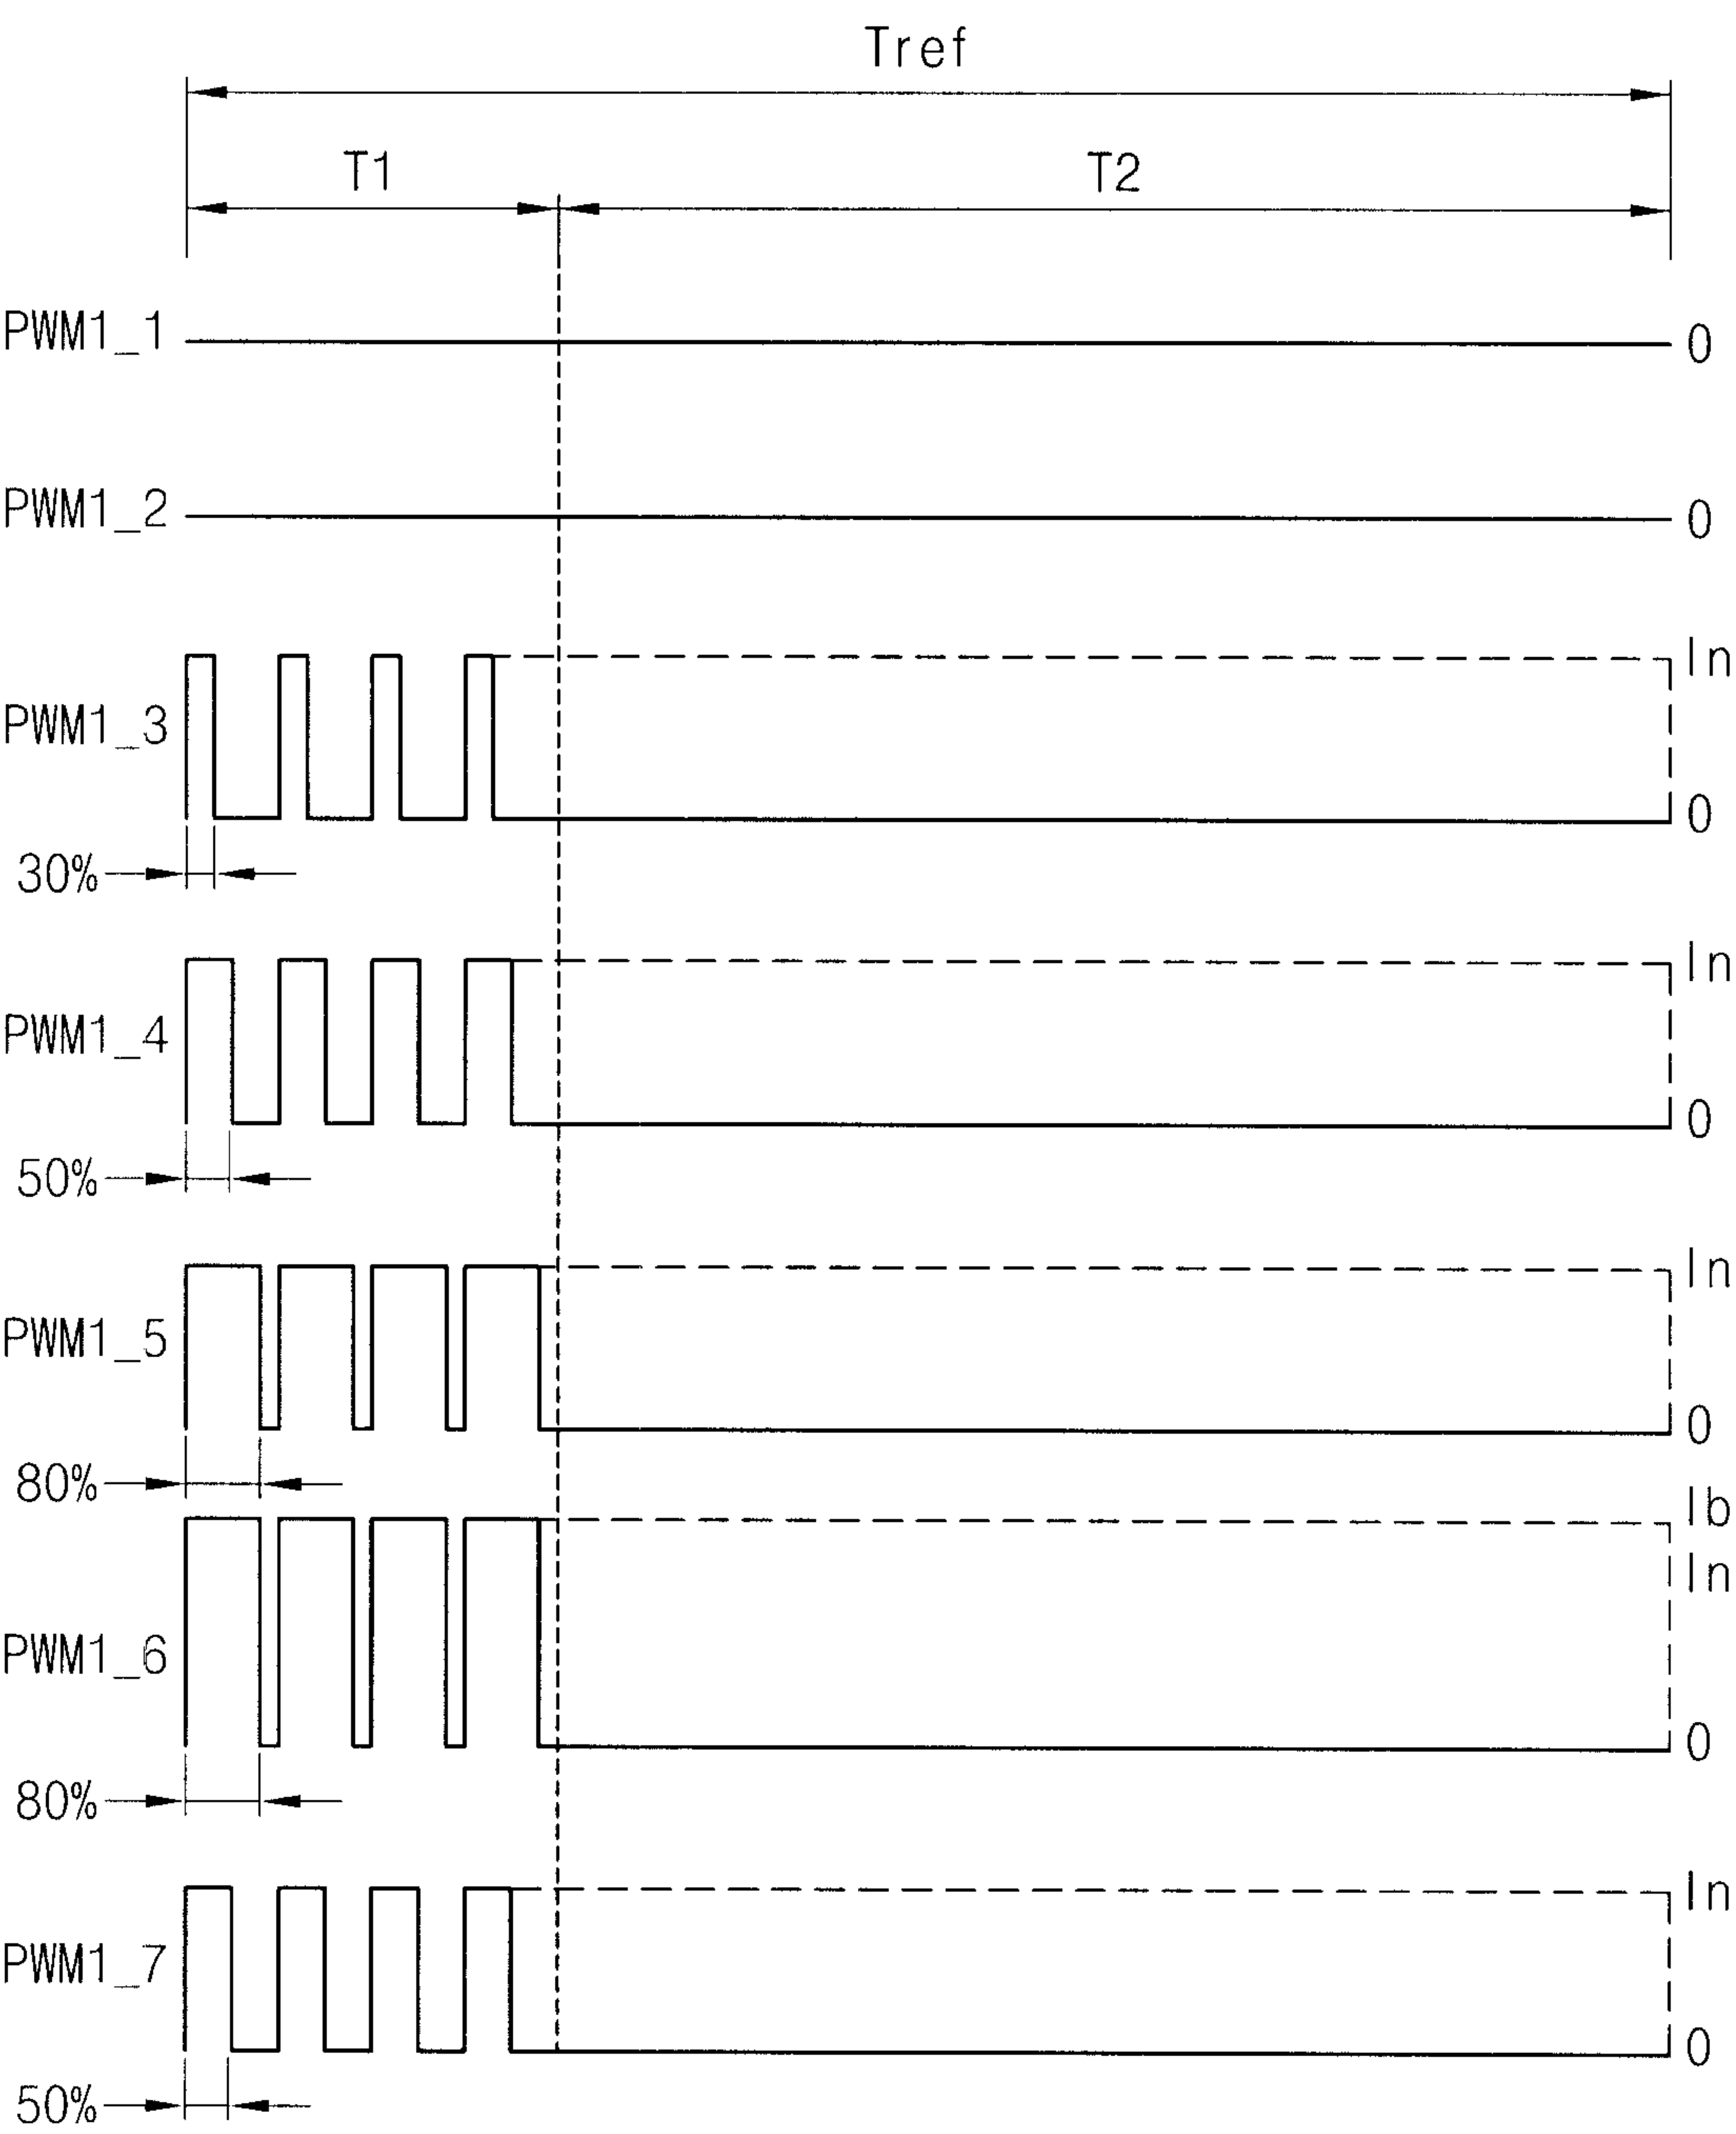 Tref
T1 T2
PWM1_1 0
PWM1_2 0
In
PWM1_3
0
30%
In
PWM1_4
0
50%
In
PWM1_5
0
80%
Ib
In
PWM1_6
0
80%
In
PWM1_7
0
50%